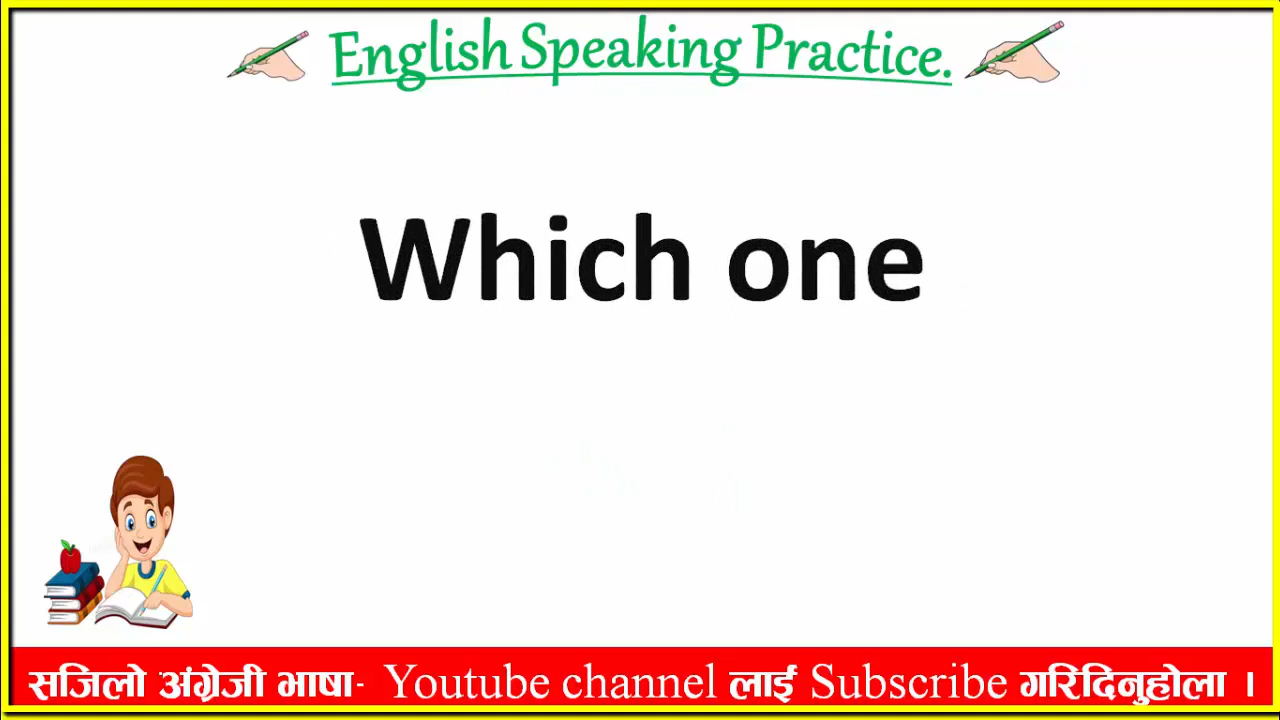 English Speaking Practice.
Which one
सजिलो अंग्रेजी भाषा- Youtube channel लाई Subscribe गरिदिनुहोला ।